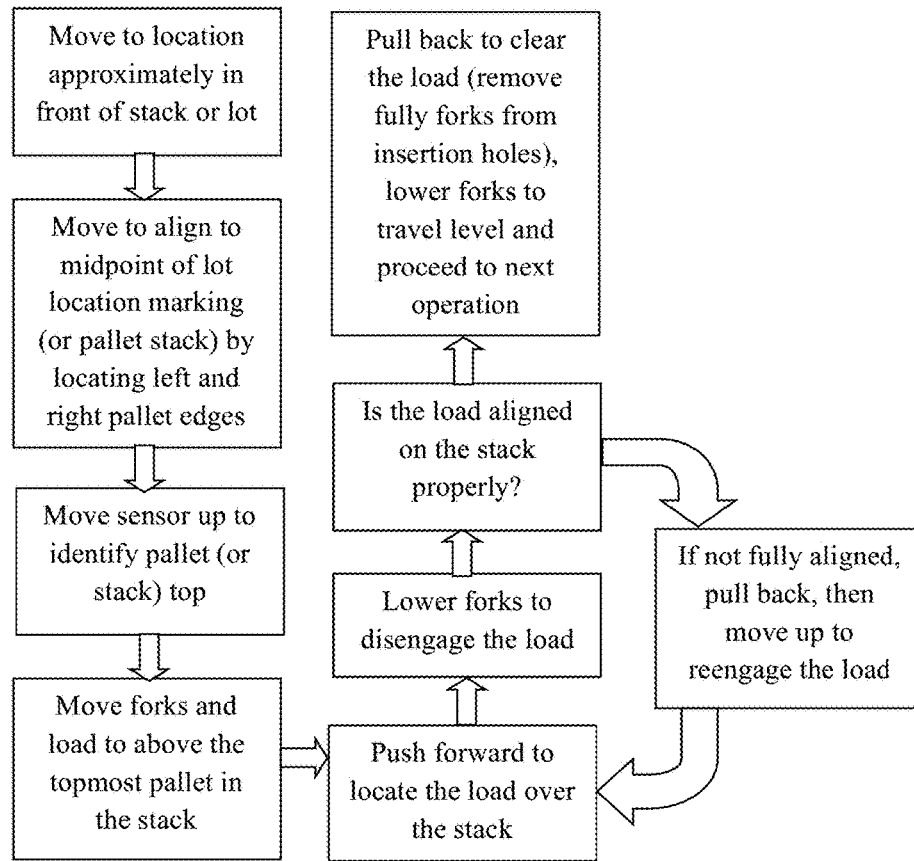 Move to location
approximately in
front of stack or lot
Move to align to
midpoint of lot
location marking
(or pallet stack) by
locating left and
right pallet edges
Move sensor up to
identify pallet (or
stack) top
Move forks and
load to above the
topmost pallet in
the stack
Push forward to
locate the load over
the stack
Lower forks to
disengage the load
Is the load aligned
on the stack
properly?
If not fully aligned,
pull back, then
move up to
reengage the load
Pull back to clear
the load (remove
fully forks from
insertion holes),
lower forks to
travel level and
proceed to next
operation